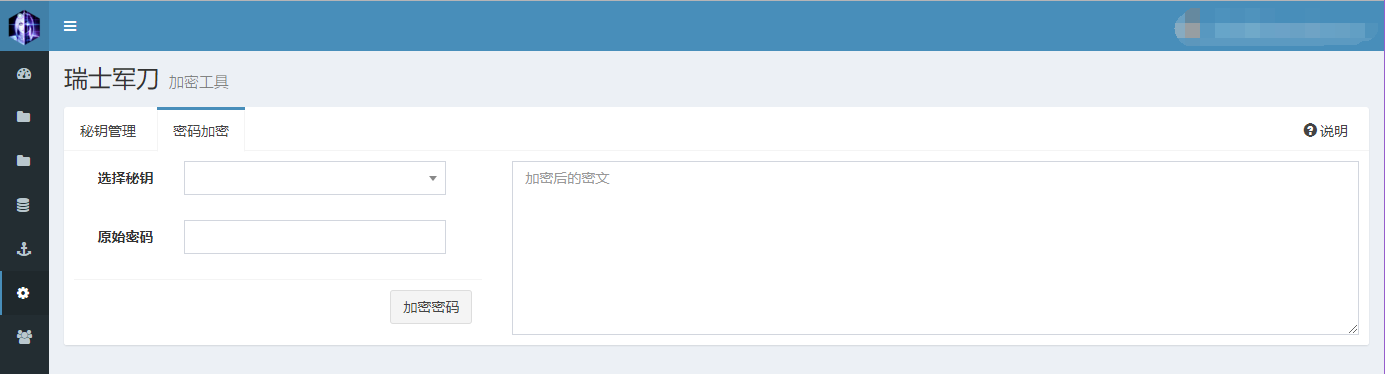 瑞士军刀 加密工具
秘钥管理 密码加密 说明
选择秘钥
加密后的密文
原始密码
加密密码